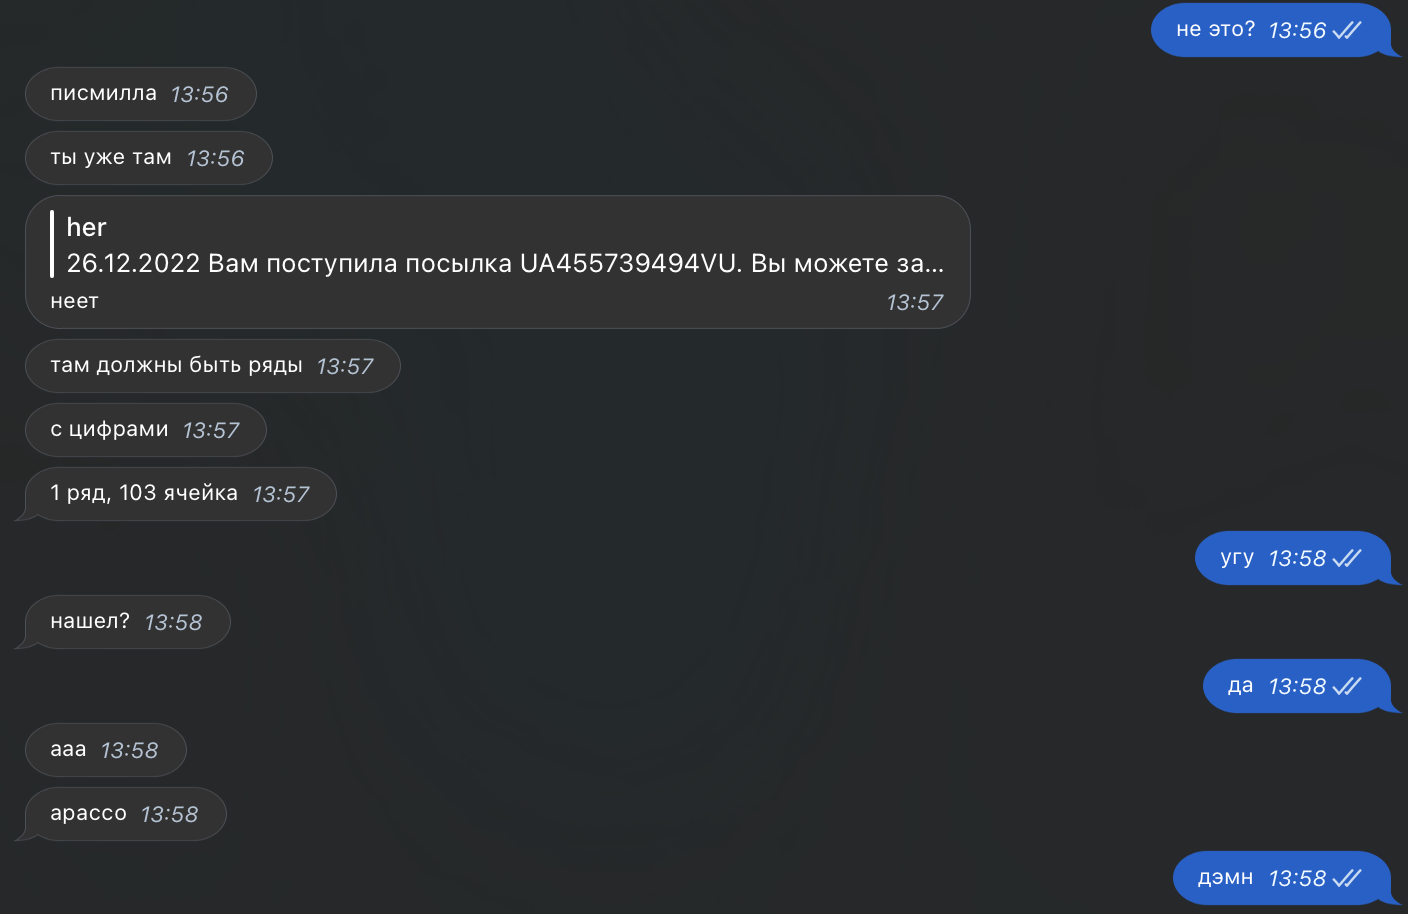 не это? 13:56
писмилла 13:56
ты уже там 13:56
her
26.12.2022 Вам поступила посылка UA455739494VU. Вы можете за...
неет 13:57
там должны быть ряды 13:57
с цифрами 13:57
1 ряд, 103 ячейка 13:57
угу 13:58
нашел? 13:58
да 13:58
ааа 13:58
арассо 13:58
дэмн 13:58